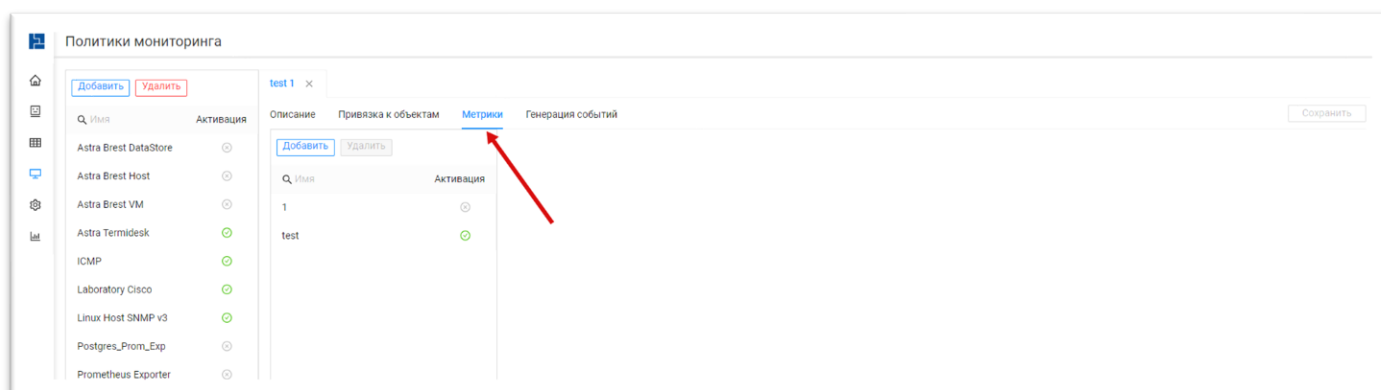 Политики мониторинга
Добавить Удалить
Имя Активация
Astra Brest DataStore
Astra Brest Host
Astra Brest VM
Astra Termidesk
ICMP
Laboratory Cisco
Linux Host SNMP v3
Postgres_Prom_Exp
Prometheus Exporter
test 1
Описание Привязка к объектам Метрики Генерация событий Сохранить
Добавить Удалить
Имя Активация
1
test